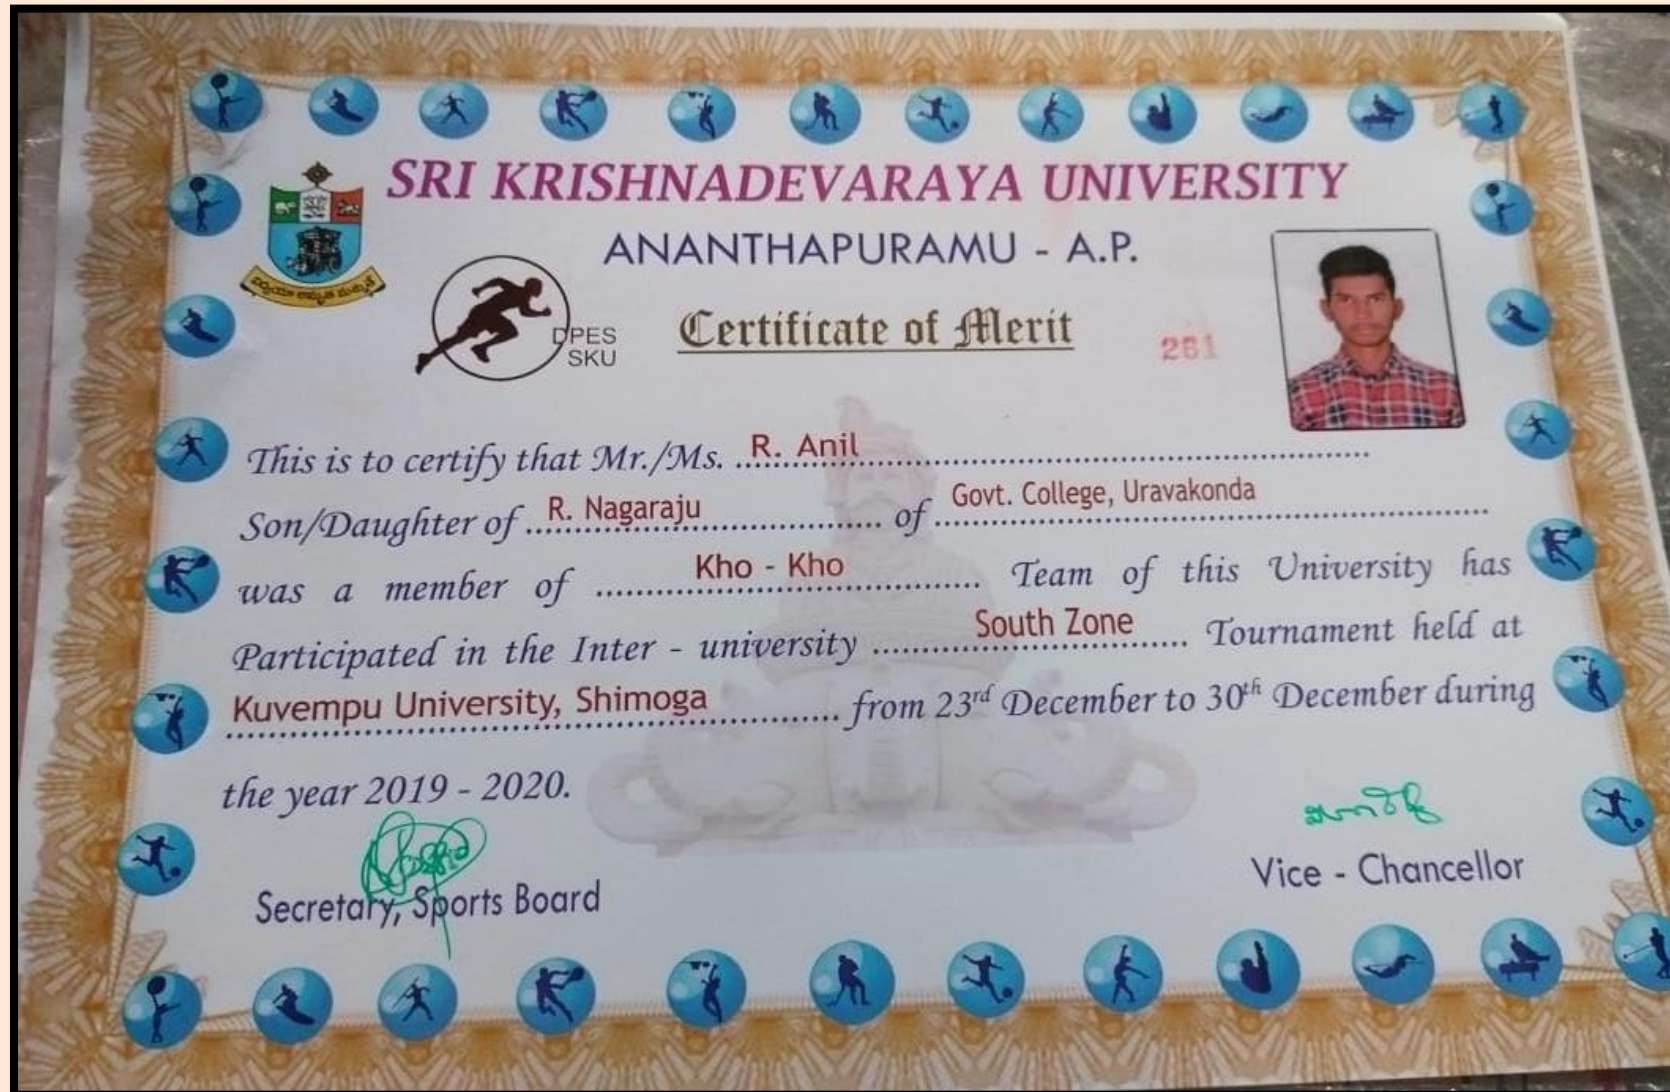 SRI KRISHNADEVARAYA UNIVERSITY
ANANTHAPURAMU - A.P.
DPES
SKU
Certificate of Merit
261
This is to certify that Mr./Ms. R. Anil
Son/Daughter of R. Nagaraju of Govt. College, Uravakonda
was a member of Kho - Kho Team of this University has
Participated in the Inter - university South Zone Tournament held at
Kuvempu University, Shimoga from 23rd December to 30th December during
the year 2019 - 2020.
Secretary, Sports Board
Vice - Chancellor